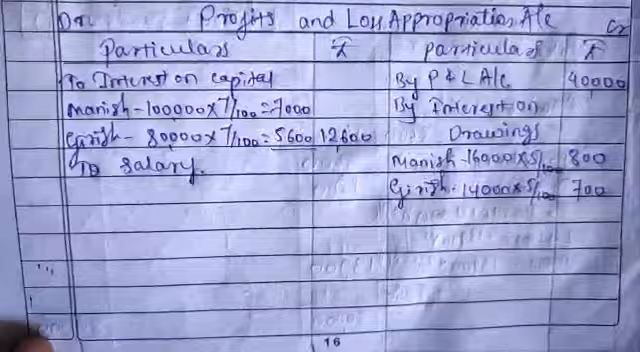 Dr. Profits and Loss Appropriation A/c Cr
Particulars ₹ Particulars ₹
To Interest on capital By P & L A/c 40000
Manish - 100000 x 7/100 = 7000 By Interest on
Girish - 80000 x 7/100 = 5600 12600 Drawings
To Salary. Manish - 16000 x 5/100 800
Girish - 14000 x 5/100 700
16